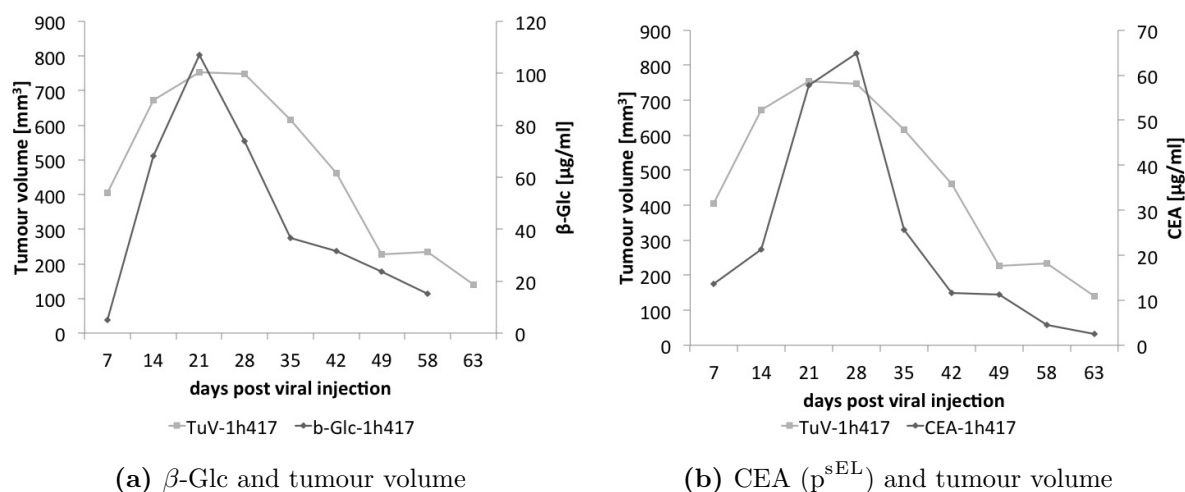 900
800
700
600
500
400
300
200
100
0
Tumour volume [mm³]
120
100
80
60
40
20
0
β-Glc [µg/ml]
7 14 21 28 35 42 49 58 63
days post viral injection
TuV-1h417 b-Glc-1h417
(a) β-Glc and tumour volume
900
800
700
600
500
400
300
200
100
0
Tumour volume [mm³]
70
60
50
40
30
20
10
0
CEA [µg/ml]
7 14 21 28 35 42 49 58 63
days post viral injection
TuV-1h417 CEA-1h417
(b) CEA (p^sEL) and tumour volume